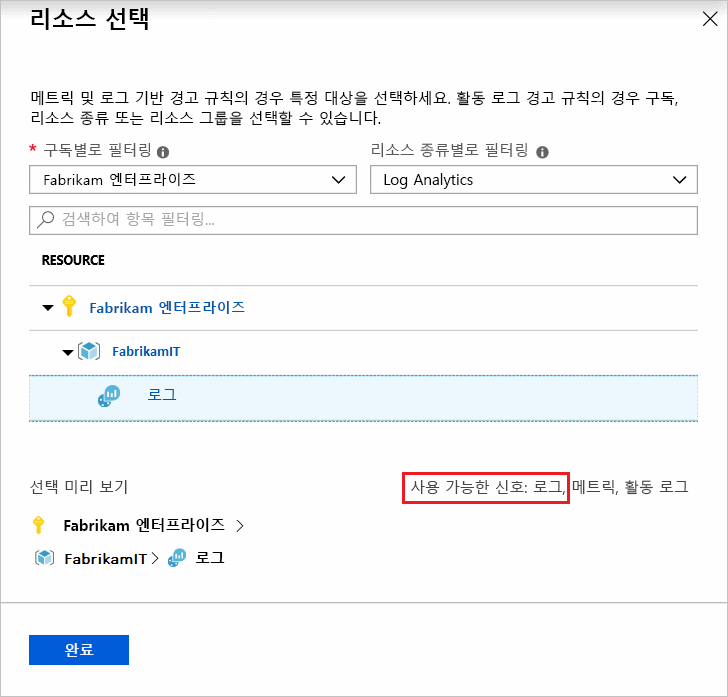 리소스 선택
메트릭 및 로그 기반 경고 규칙의 경우 특정 대상을 선택하세요. 활동 로그 경고 규칙의 경우 구독,
리소스 종류 또는 리소스 그룹을 선택할 수 있습니다.
* 구독별로 필터링 리소스 종류별로 필터링
Fabrikam 엔터프라이즈 Log Analytics
검색하여 항목 필터링...
RESOURCE
Fabrikam 엔터프라이즈
FabrikamIT
로그
선택 미리 보기 사용 가능한 신호: 로그, 메트릭, 활동 로그
Fabrikam 엔터프라이즈 >
FabrikamIT > 로그
완료